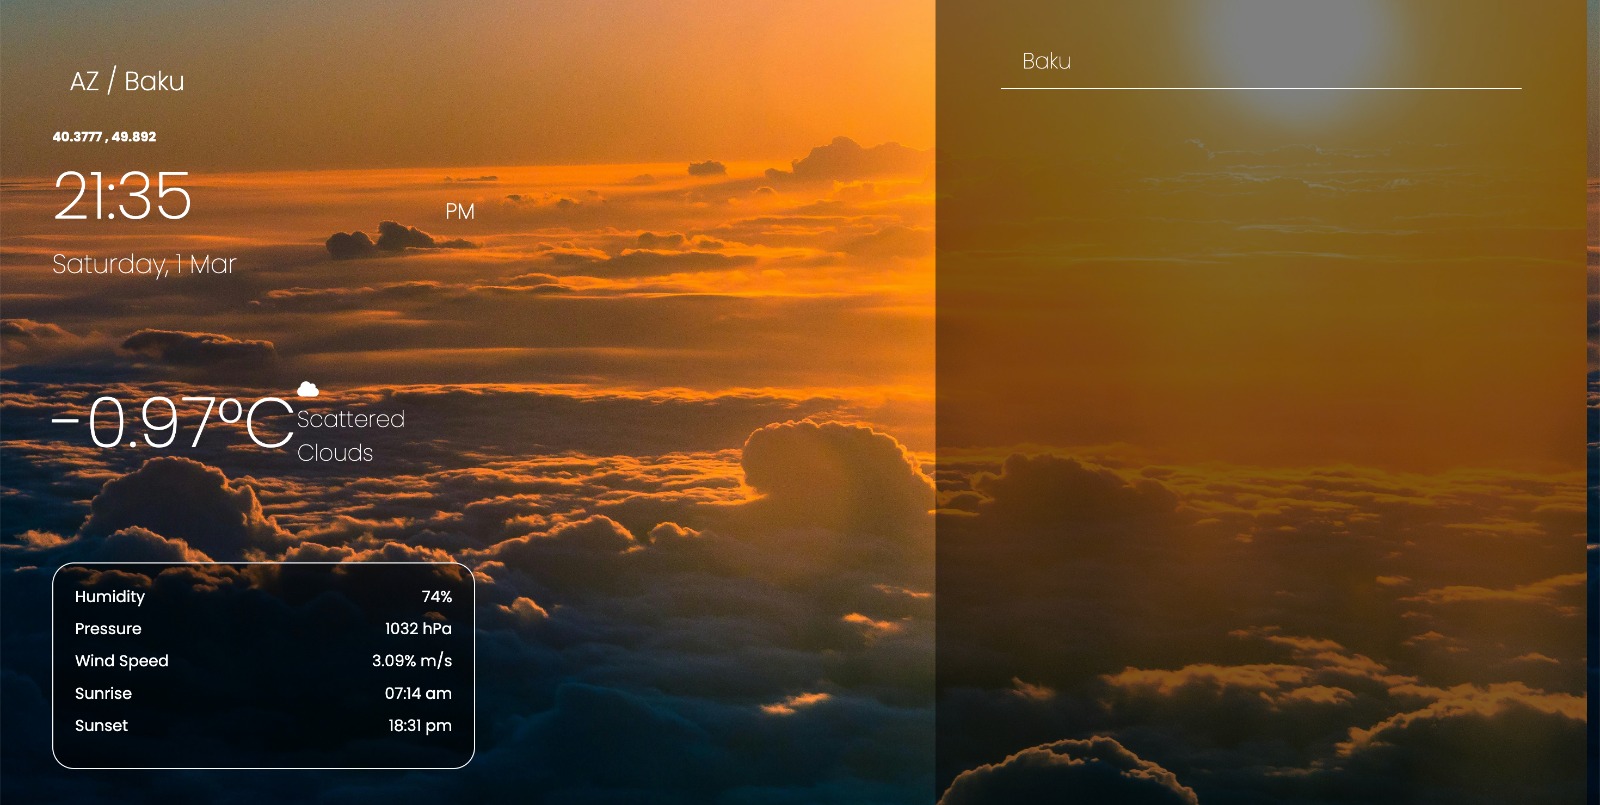 AZ / Baku
40.3777 , 49.892
21:35 PM
Saturday, 1 Mar
-0.97°C
Scattered
Clouds
Humidity 74%
Pressure 1032 hPa
Wind Speed 3.09% m/s
Sunrise 07:14 am
Sunset 18:31 pm
Baku